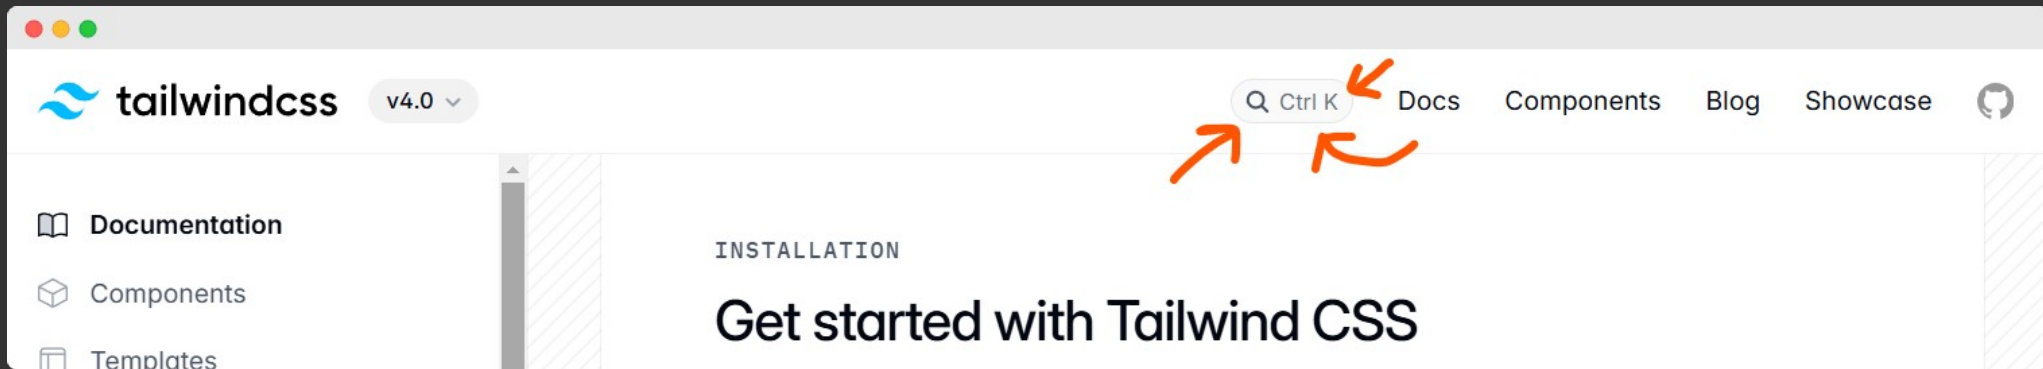 tailwindcss v4.0 Ctrl K Docs Components Blog Showcase
Documentation
INSTALLATION
Components
Get started with Tailwind CSS
Templates